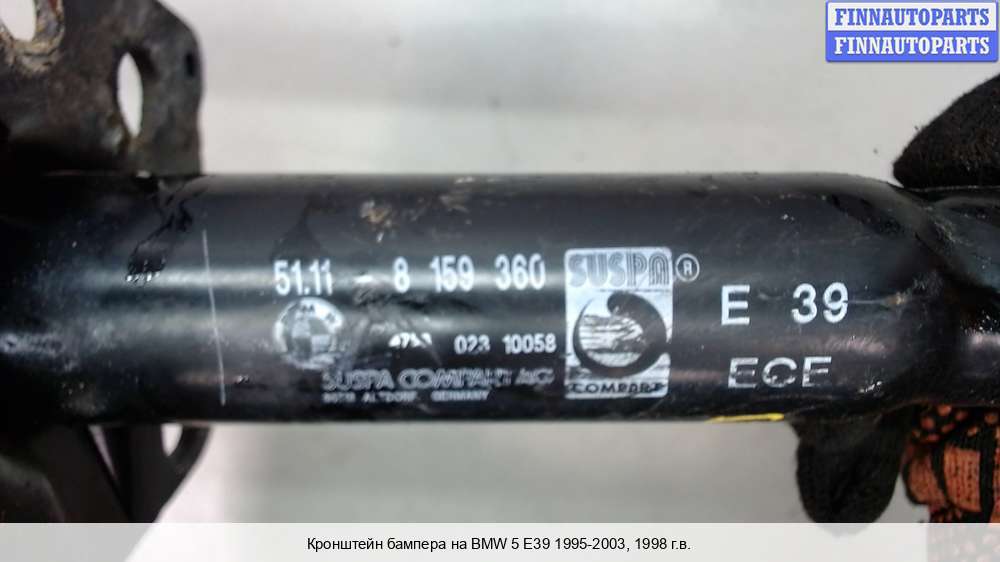 FINNAUTOPARTS
FINNAUTOPARTS
51.11 8 159 360
SUSPA ®
COMPART
E 39
023 10058
SUSPA COMPART AG
ALTDORF, GERMANY
ECE
Кронштейн бампера на BMW 5 E39 1995-2003, 1998 г.в.